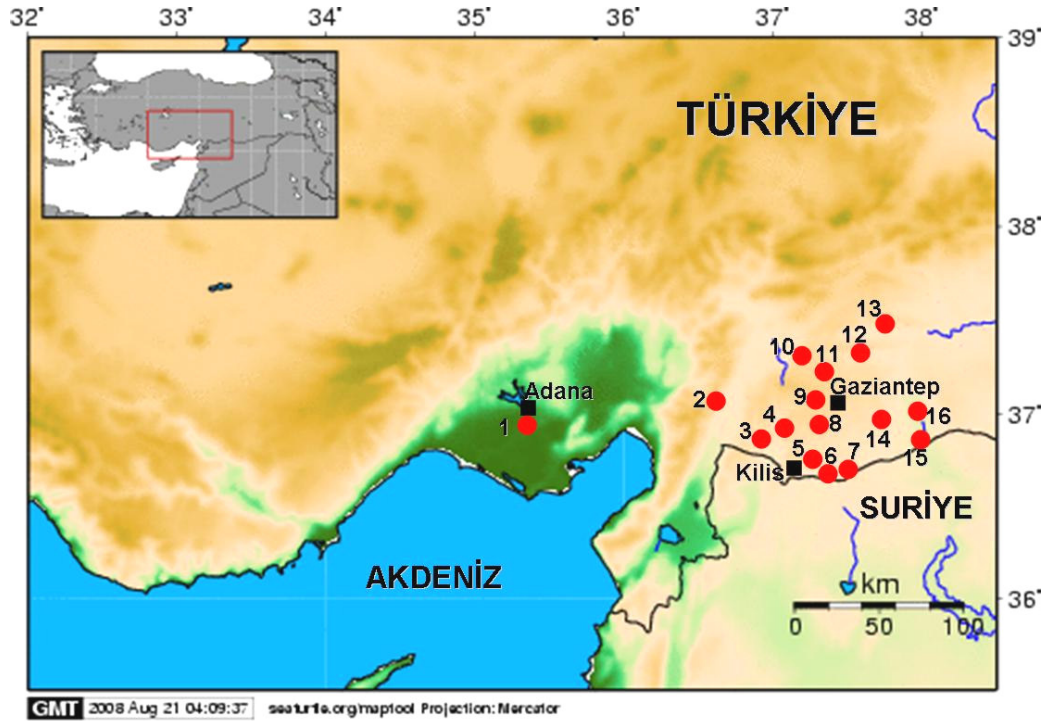 32˚ 33˚ 34˚ 35˚ 36˚ 37˚ 38˚
39˚
TÜRKİYE
38˚
13
12
10 11
Gaziantep
Adana
9
2
37˚
1
4
8
16
3
14
5
6
7
15
Kilis
SURİYE
AKDENİZ
km
36˚
0 50 100
GMT 2008 Aug 21 04:09:37 seaturtle.org/maptool Projection: Mercator